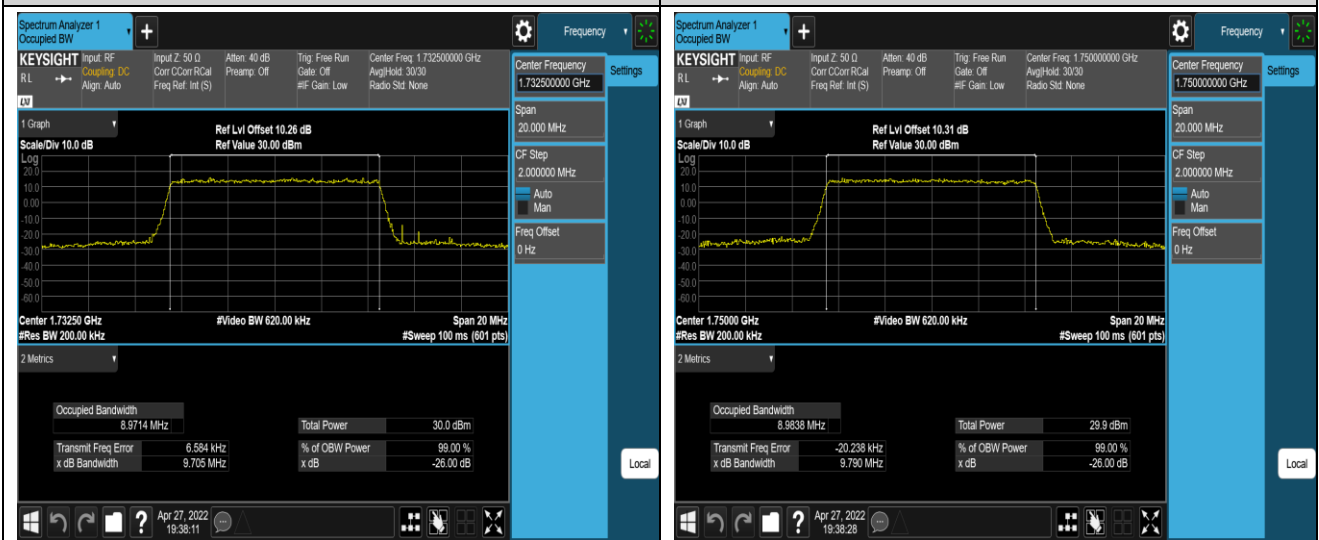 Spectrum Analyzer 1
Occupied BW
+
Frequency
KEYSIGHT Input: RF Input Z: 50 Ω Atten: 40 dB Trig: Free Run Center Freq: 1.732500000 GHz
RL Coupling: DC Corr CCorr RCal Preamp: Off Gate: Off Avg|Hold: 30/30
Align: Auto Freq Ref: Int (S) #IF Gain: Low Radio Std: None
LXI
Center Frequency
1.732500000 GHz
Settings
Span
20.000 MHz
CF Step
2.000000 MHz
Auto
Man
Freq Offset
0 Hz
Local
1 Graph
Ref Lvl Offset 10.26 dB
Scale/Div 10.0 dB Ref Value 30.00 dBm
Log
20.0
10.0
0.00
-10.0
-20.0
-30.0
-40.0
-50.0
-60.0
Center 1.73250 GHz #Video BW 620.00 kHz Span 20 MHz
#Res BW 200.00 kHz #Sweep 100 ms (601 pts)
2 Metrics
Occupied Bandwidth
8.9714 MHz Total Power 30.0 dBm
Transmit Freq Error 6.584 kHz % of OBW Power 99.00 %
x dB Bandwidth 9.705 MHz x dB -26.00 dB
? Apr 27, 2022
19:38:11
Spectrum Analyzer 1
Occupied BW
+
Frequency
KEYSIGHT Input: RF Input Z: 50 Ω Atten: 40 dB Trig: Free Run Center Freq: 1.750000000 GHz
RL Coupling: DC Corr CCorr RCal Preamp: Off Gate: Off Avg|Hold: 30/30
Align: Auto Freq Ref: Int (S) #IF Gain: Low Radio Std: None
LXI
Center Frequency
1.750000000 GHz
Settings
Span
20.000 MHz
CF Step
2.000000 MHz
Auto
Man
Freq Offset
0 Hz
Local
1 Graph
Ref Lvl Offset 10.31 dB
Scale/Div 10.0 dB Ref Value 30.00 dBm
Log
20.0
10.0
0.00
-10.0
-20.0
-30.0
-40.0
-50.0
-60.0
Center 1.75000 GHz #Video BW 620.00 kHz Span 20 MHz
#Res BW 200.00 kHz #Sweep 100 ms (601 pts)
2 Metrics
Occupied Bandwidth
8.9838 MHz Total Power 29.9 dBm
Transmit Freq Error -20.238 kHz % of OBW Power 99.00 %
x dB Bandwidth 9.790 MHz x dB -26.00 dB
? Apr 27, 2022
19:38:28